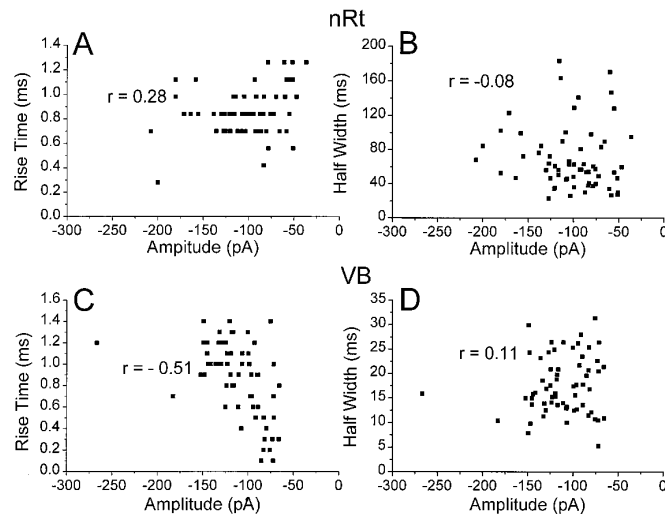 nRt
A
Rise Time (ms)
1.4
1.2
1.0
0.8
0.6
0.4
0.2
0.0
r = 0.28
-300 -250 -200 -150 -100 -50 0
Ampitude (pA)
B
Half Width (ms)
200
160
120
80
40
0
r = -0.08
-300 -250 -200 -150 -100 -50 0
Amplitude (pA)
VB
C
Rise Time (ms)
1.6
1.4
1.2
1.0
0.8
0.6
0.4
0.2
0.0
r = - 0.51
-300 -250 -200 -150 -100 -50 0
Amplitude (pA)
D
Half Width (ms)
35
30
25
20
15
10
5
0
r = 0.11
-300 -250 -200 -150 -100 -50 0
Amplitude (pA)